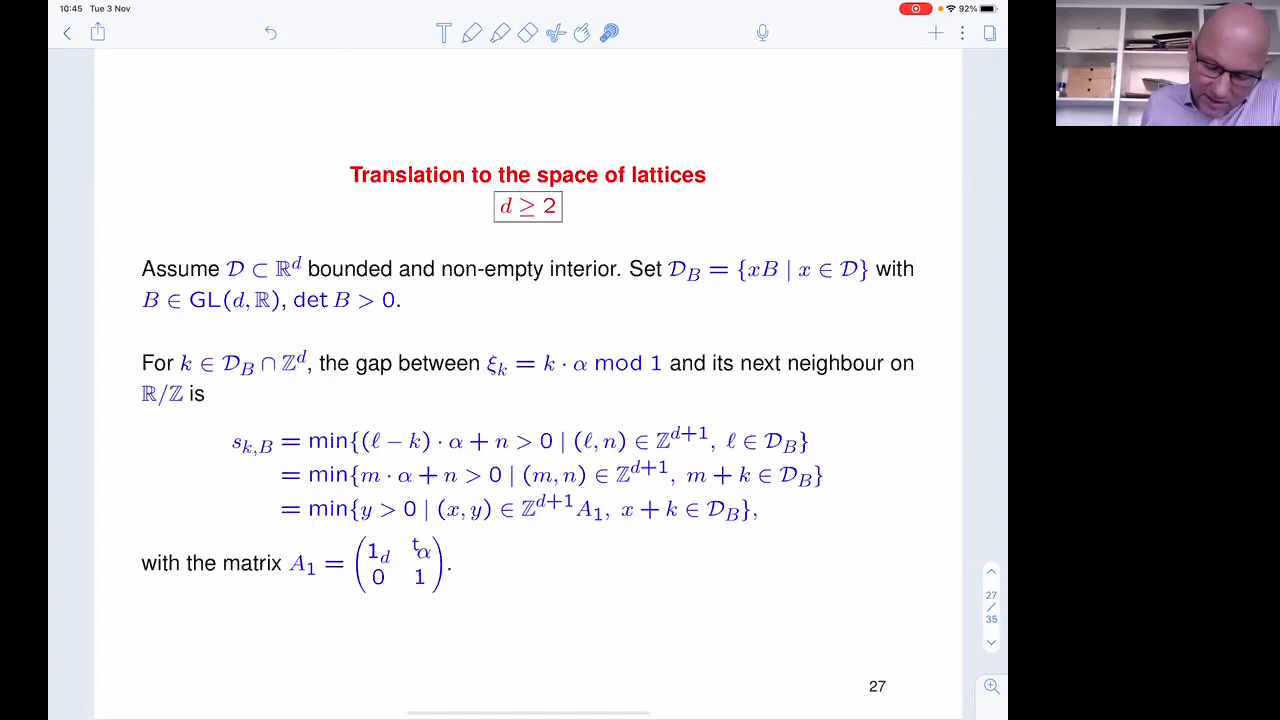 10:45 Tue 3 Nov
92%
Translation to the space of lattices
d ≥ 2
Assume 𝒟 ⊂ ℝ^d bounded and non-empty interior. Set 𝒟_B = {xB | x ∈ 𝒟} with
B ∈ GL(d, ℝ), det B > 0.
For k ∈ 𝒟_B ∩ ℤ^d, the gap between ξ_k = k · α mod 1 and its next neighbour on
ℝ/ℤ is
s_{k,B} = min{(ℓ − k) · α + n > 0 | (ℓ, n) ∈ ℤ^{d+1}, ℓ ∈ 𝒟_B}
= min{m · α + n > 0 | (m, n) ∈ ℤ^{d+1}, m + k ∈ 𝒟_B}
= min{y > 0 | (x, y) ∈ ℤ^{d+1} A_1, x + k ∈ 𝒟_B},
with the matrix A_1 = (1_d ᵗα
0 1).
27
/
35
27